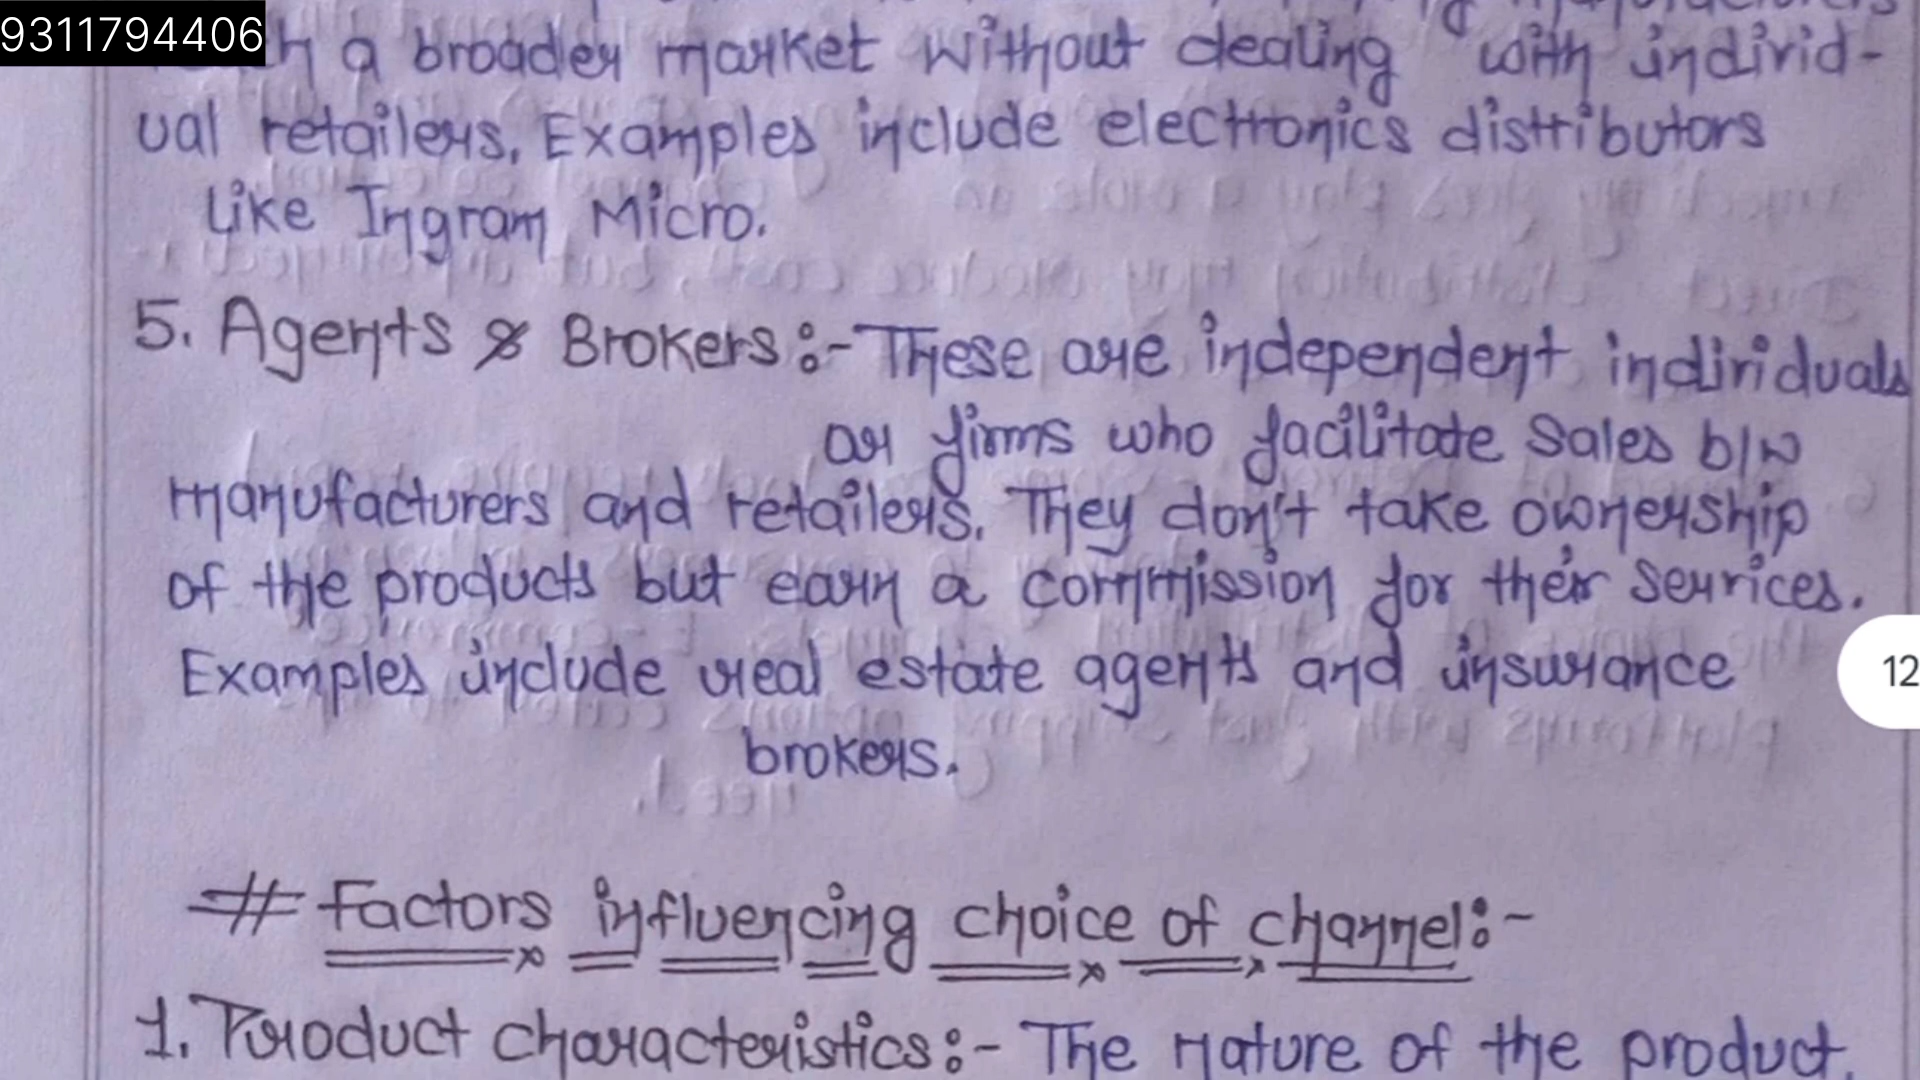 9311794406
a broader market without dealing with individ-
ual retailers. Examples include electronics distributors
like Ingram Micro.
5. Agents & Brokers :- These are independent individuals
or firms who facilitate sales b/w
manufacturers and retailers. They don't take ownership
of the products but earn a commission for their services.
Examples include real estate agents and insurance
brokers.
12
# Factors influencing choice of channel :-
1. Product characteristics :- The nature of the product